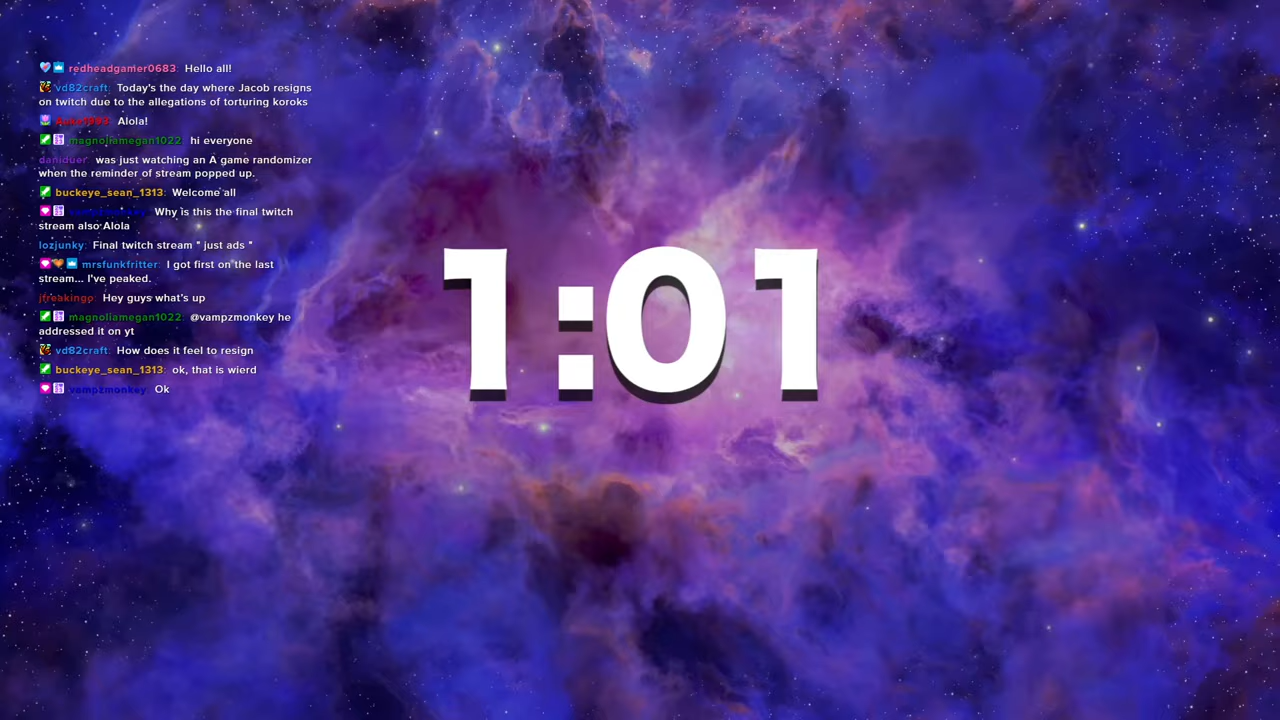 redheadgamer0683: Hello all!
vd82craft: Today's the day where Jacob resigns
on twitch due to the allegations of torturing koroks
Alola!
magnoliamegan1022: hi everyone
daniduer: was just watching an A game randomizer
when the reminder of stream popped up.
buckeye_sean_1313: Welcome all
vampzmonkey: Why is this the final twitch
stream also Alola
lozjunky: Final twitch stream " just ads "
mrsfunkfritter: I got first on the last
stream... I've peaked.
jfreakingo: Hey guys what's up
magnoliamegan1022: @vampzmonkey he
addressed it on yt
vd82craft: How does it feel to resign
buckeye_sean_1313: ok, that is wierd
vampzmonkey: Ok
1:01